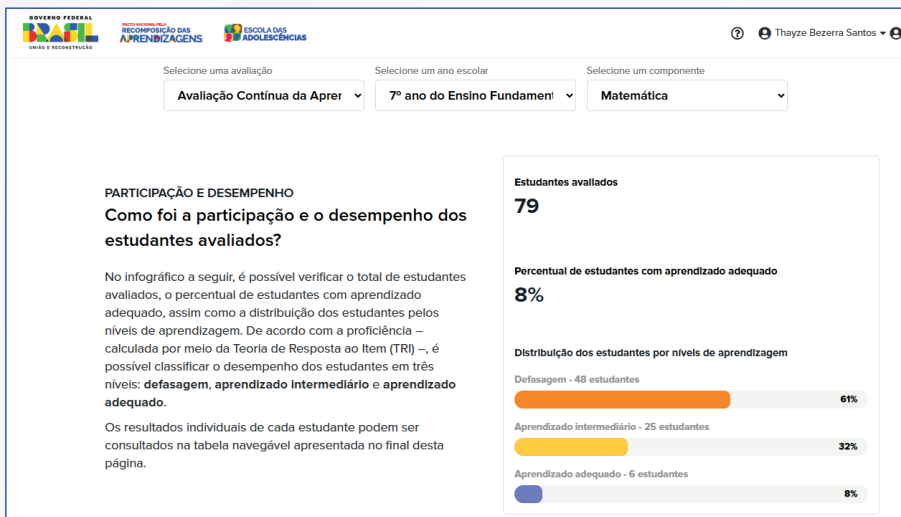 GOVERNO FEDERAL
BRASIL
UNIÃO E RECONSTRUÇÃO
PACTO NACIONAL PELA
RECOMPOSIÇÃO DAS
APRENDIZAGENS
ESCOLA DAS
ADOLESCÊNCIAS
Thayze Bezerra Santos
Selecione uma avaliação
Selecione um ano escolar
Selecione um componente
Avaliação Contínua da Aprer
7º ano do Ensino Fundament
Matemática
PARTICIPAÇÃO E DESEMPENHO
Como foi a participação e o desempenho dos
estudantes avaliados?
No infográfico a seguir, é possível verificar o total de estudantes
avaliados, o percentual de estudantes com aprendizado
adequado, assim como a distribuição dos estudantes pelos
níveis de aprendizagem. De acordo com a proficiência –
calculada por meio da Teoria de Resposta ao Item (TRI) –, é
possível classificar o desempenho dos estudantes em três
níveis: defasagem, aprendizado intermediário e aprendizado
adequado.
Os resultados individuais de cada estudante podem ser
consultados na tabela navegável apresentada no final desta
página.
Estudantes avaliados
79
Percentual de estudantes com aprendizado adequado
8%
Distribuição dos estudantes por níveis de aprendizagem
Defasagem - 48 estudantes
61%
Aprendizado intermediário - 25 estudantes
32%
Aprendizado adequado - 6 estudantes
8%